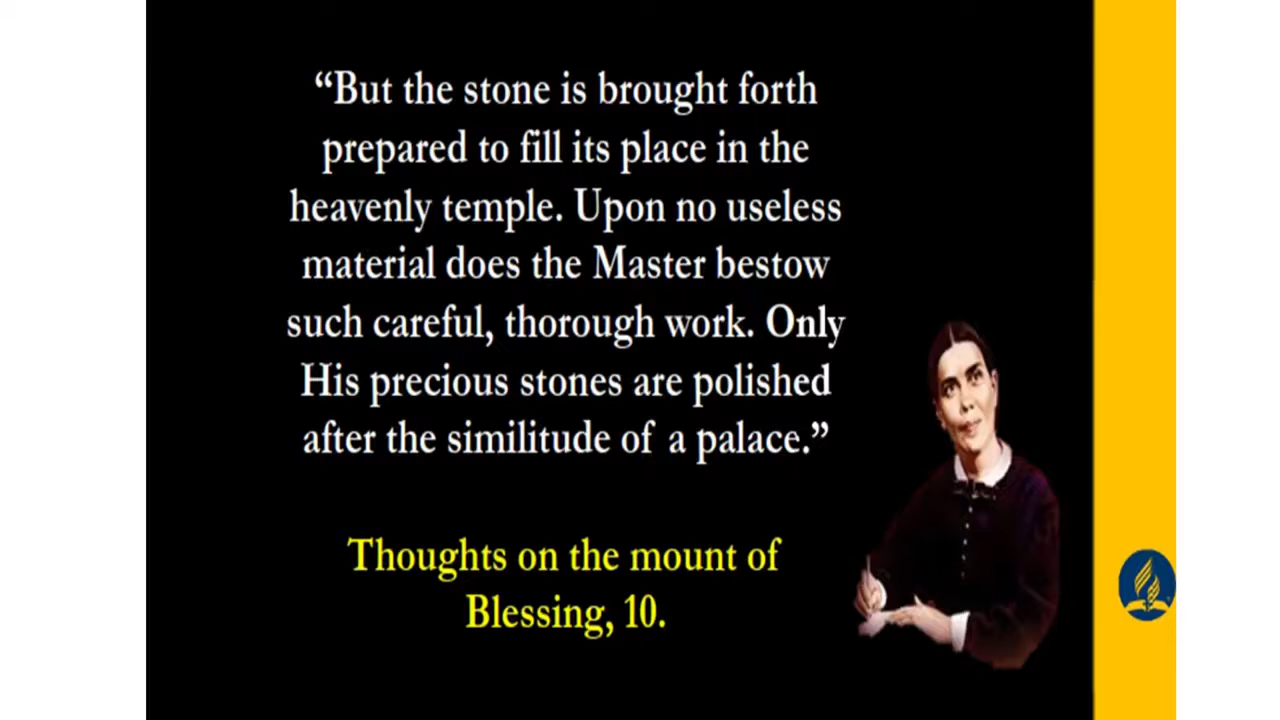 “But the stone is brought forth
prepared to fill its place in the
heavenly temple. Upon no useless
material does the Master bestow
such careful, thorough work. Only
His precious stones are polished
after the similitude of a palace.”
Thoughts on the mount of
Blessing, 10.